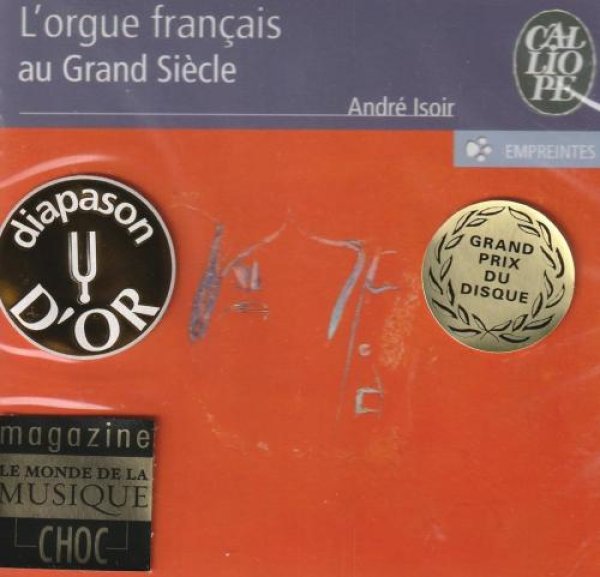 L'orgue français
au Grand Siècle
CAL
LIO
PE
André Isoir
EMPREINTES
diapason
D'OR
GRAND
PRIX
DU
DISQUE
magazine
LE MONDE DE LA
MUSIQUE
CHOC